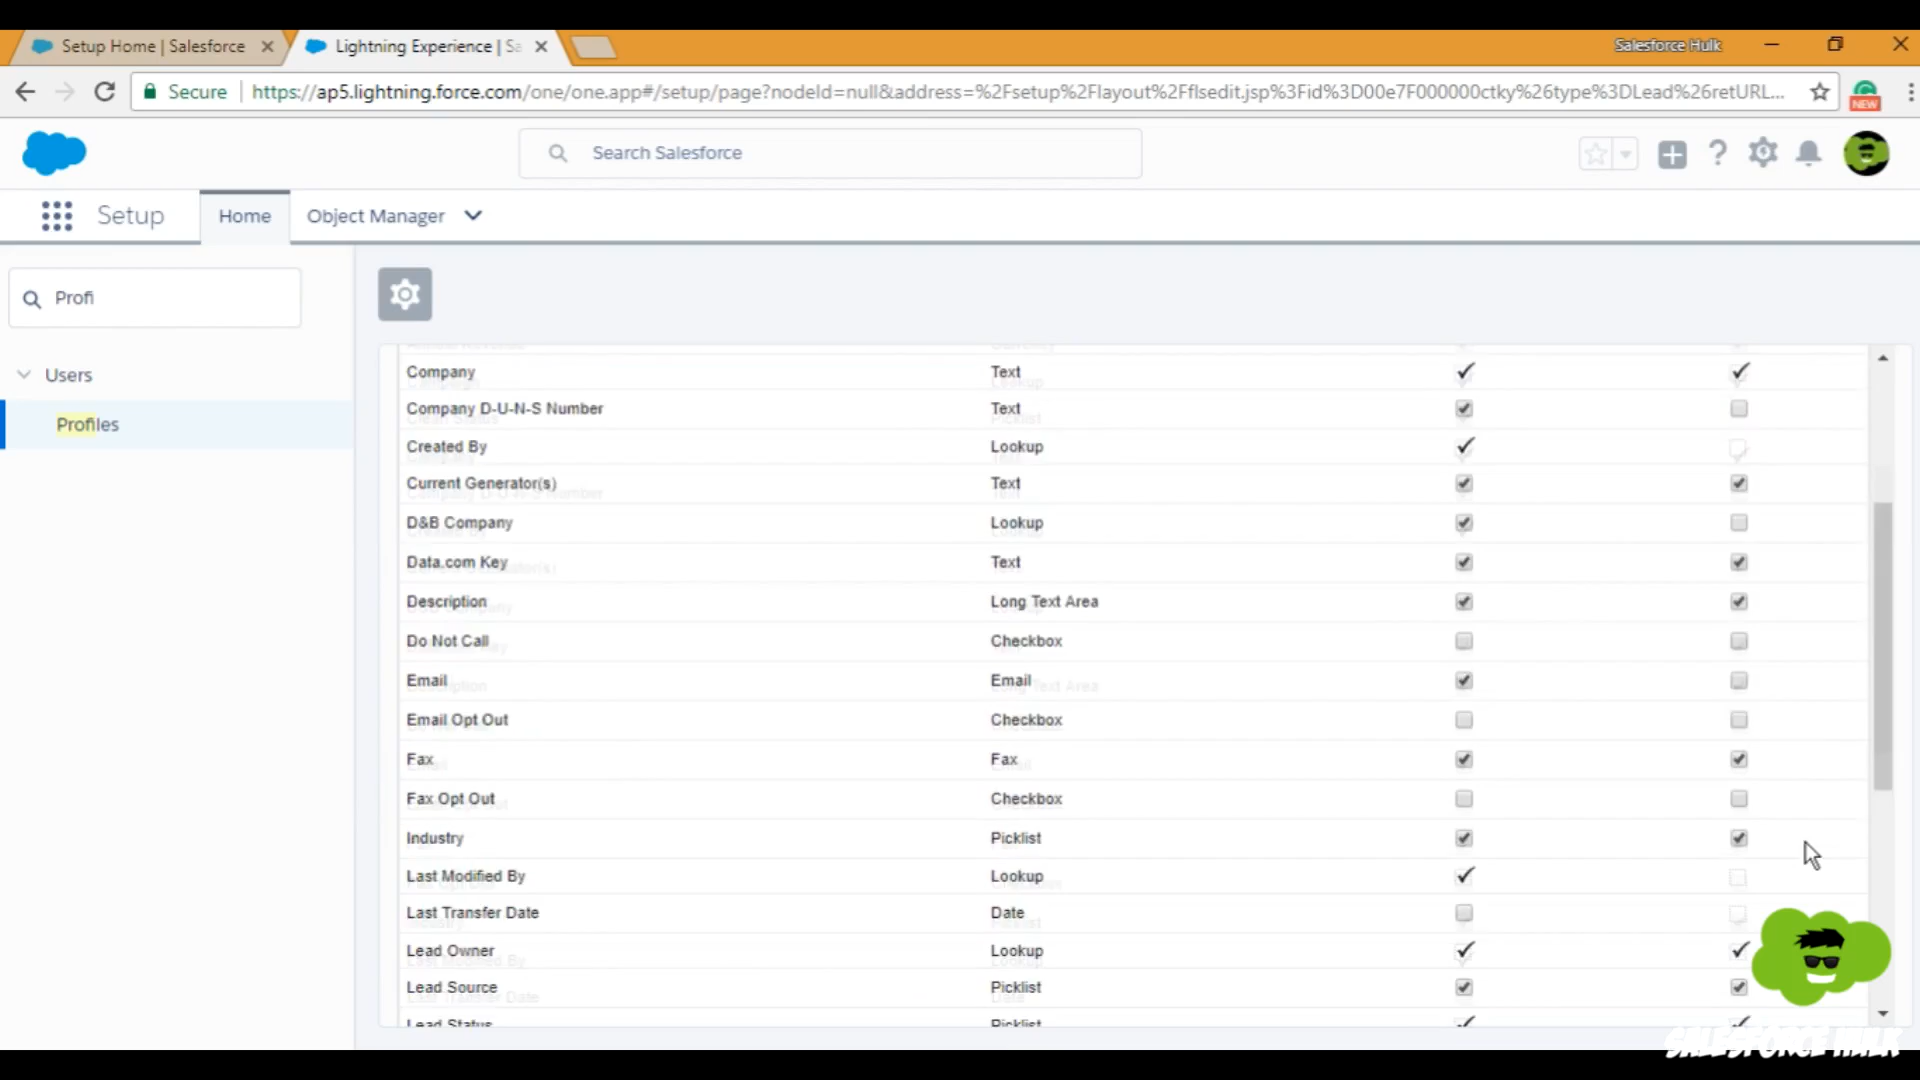 Setup Home | Salesforce
Lightning Experience | Sa
Salesforce Hulk
Secure
https://ap5.lightning.force.com/one/one.app#/setup/page?nodeId=null&address=%2Fsetup%2Flayout%2Fflsedit.jsp%3Fid%3D00e7F000000ctky%26type%3DLead%26retURL...
NEW
Search Salesforce
Setup
Home
Object Manager
Profi
Users
Profiles
Company Text
Company D-U-N-S Number Text
Created By Lookup
Current Generator(s) Text
D&B Company Lookup
Data.com Key Text
Description Long Text Area
Do Not Call Checkbox
Email Email
Email Opt Out Checkbox
Fax Fax
Fax Opt Out Checkbox
Industry Picklist
Last Modified By Lookup
Last Transfer Date Date
Lead Owner Lookup
Lead Source Picklist
Lead Status Picklist
SALESFORCE HULK